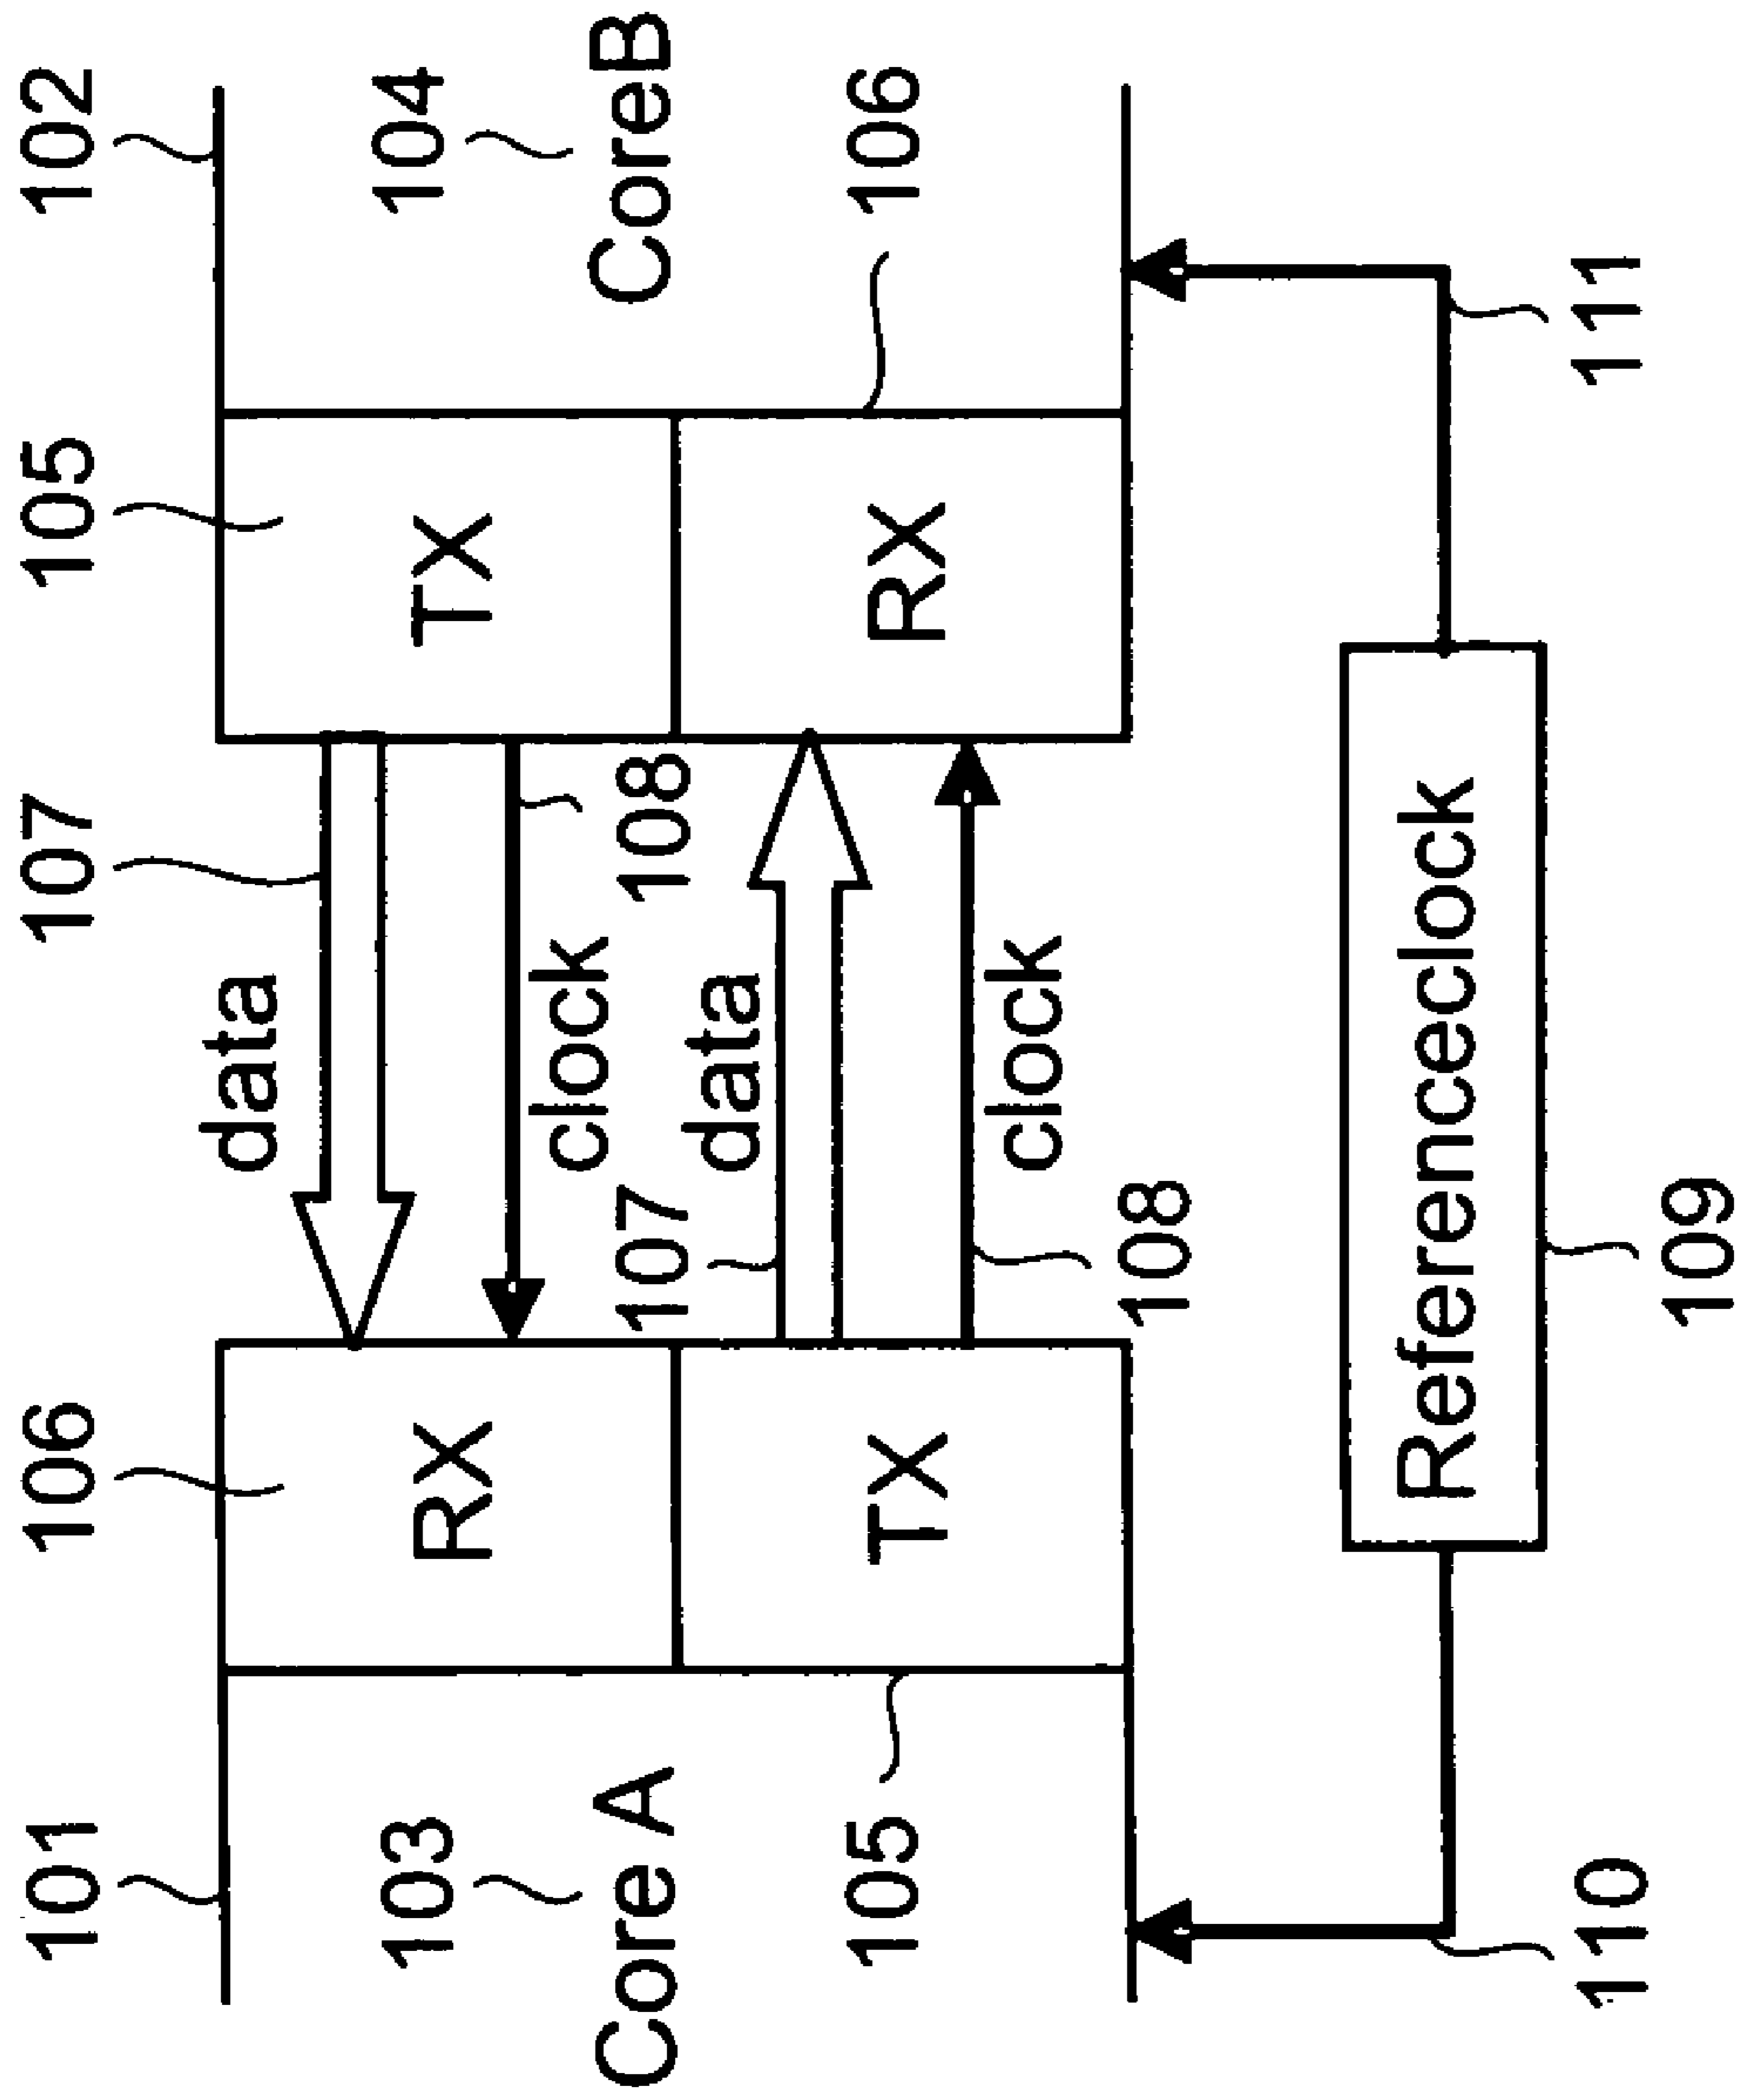 101 106 107 105 102
data
103 104
RX TX
clock
Core A 107 108 CoreB
data
105 106
TX RX
clock
108
Referenceclock
110 111
109